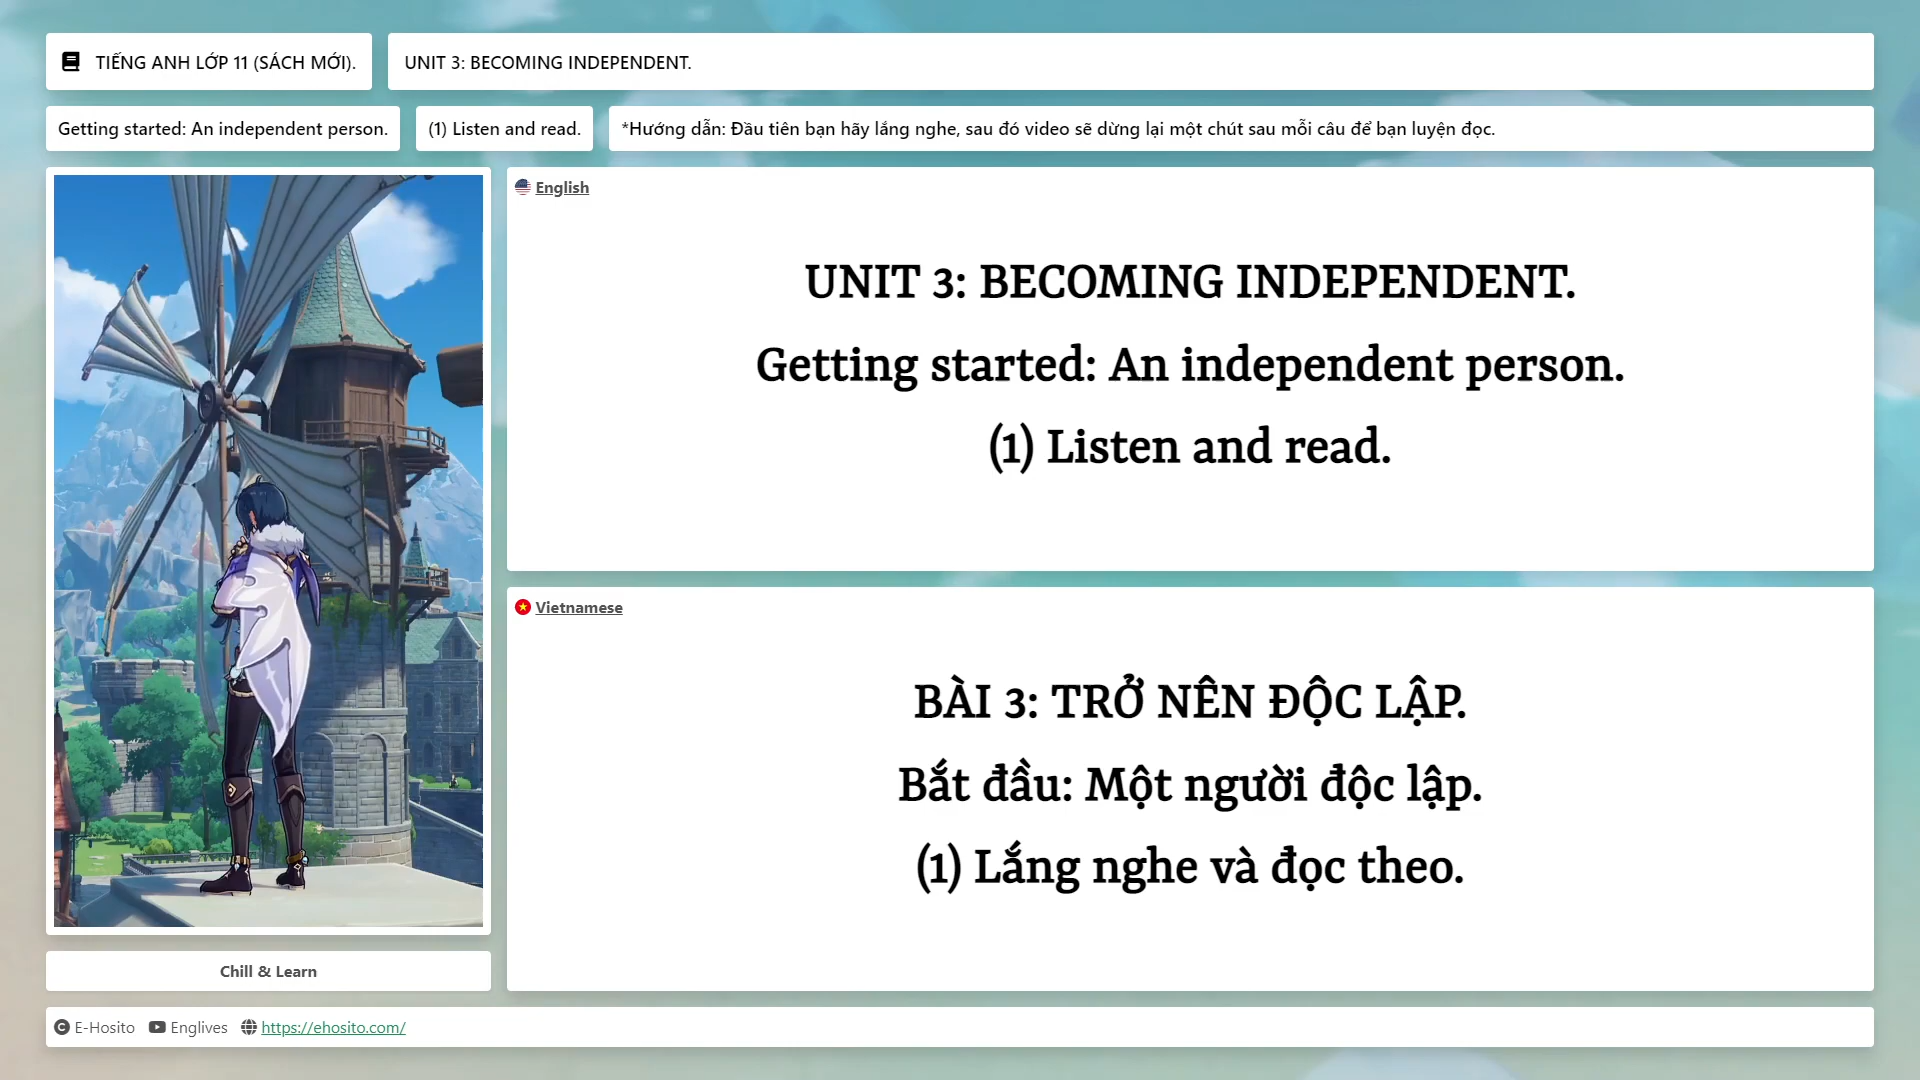 TIẾNG ANH LỚP 11 (SÁCH MỚI).
UNIT 3: BECOMING INDEPENDENT.
Getting started: An independent person.
(1) Listen and read.
*Hướng dẫn: Đầu tiên bạn hãy lắng nghe, sau đó video sẽ dừng lại một chút sau mỗi câu để bạn luyện đọc.
English
UNIT 3: BECOMING INDEPENDENT.
Getting started: An independent person.
(1) Listen and read.
Vietnamese
BÀI 3: TRỞ NÊN ĐỘC LẬP.
Bắt đầu: Một người độc lập.
(1) Lắng nghe và đọc theo.
Chill & Learn
E-Hosito
Englives
https://ehosito.com/